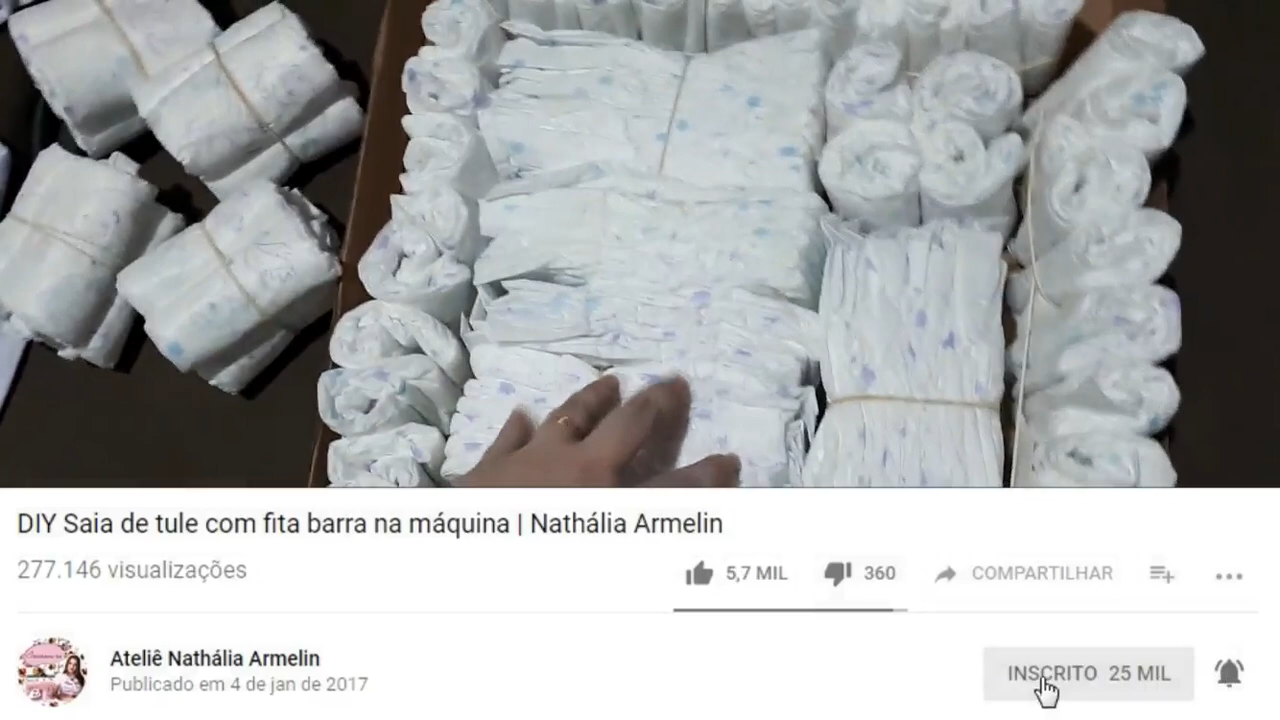 DIY Saia de tule com fita barra na máquina | Nathália Armelin
277.146 visualizações
5,7 MIL 360 COMPARTILHAR
Ateliê Nathália Armelin
Publicado em 4 de jan de 2017
INSCRITO 25 MIL